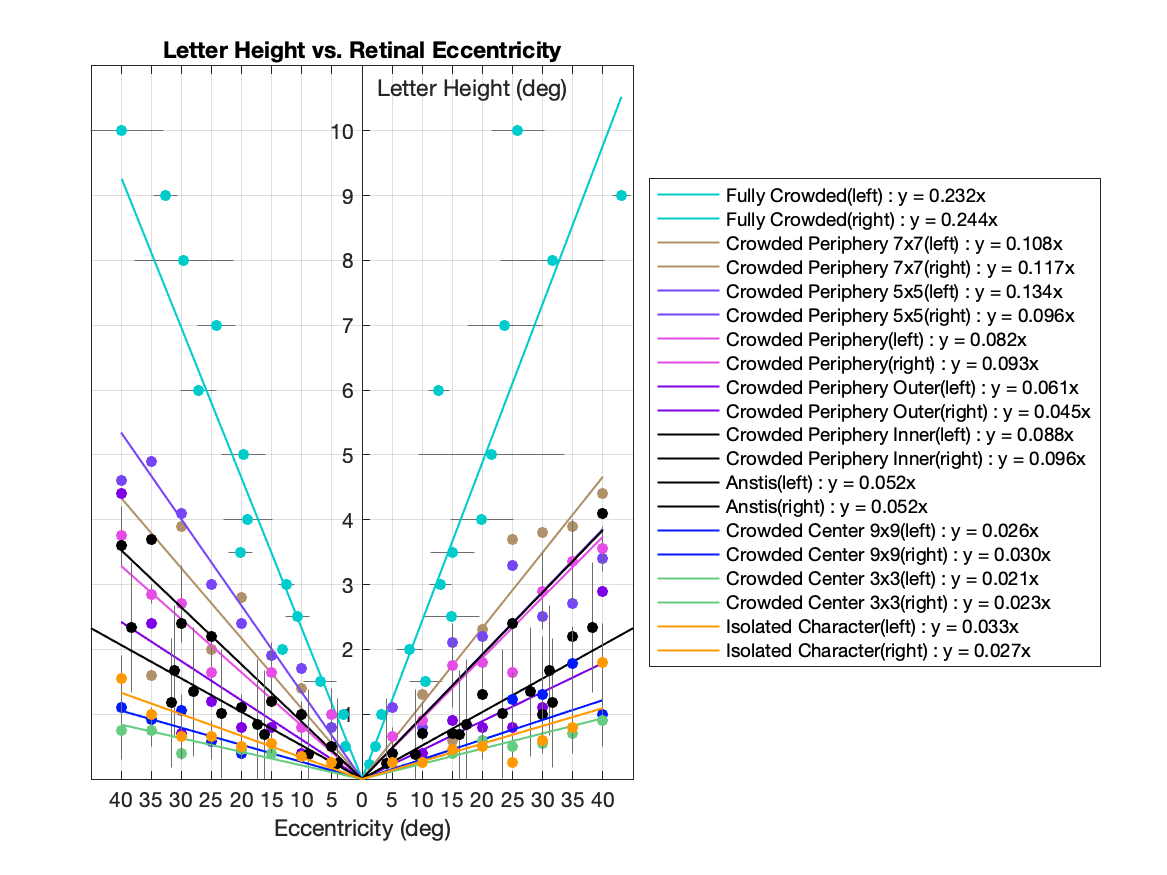 Letter Height vs. Retinal Eccentricity
Letter Height (deg)
10
9
8
7
6
5
4
3
2
1
40 35 30 25 20 15 10 5 0 5 10 15 20 25 30 35 40
Eccentricity (deg)
Fully Crowded(left) : y = 0.232x
Fully Crowded(right) : y = 0.244x
Crowded Periphery 7x7(left) : y = 0.108x
Crowded Periphery 7x7(right) : y = 0.117x
Crowded Periphery 5x5(left) : y = 0.134x
Crowded Periphery 5x5(right) : y = 0.096x
Crowded Periphery(left) : y = 0.082x
Crowded Periphery(right) : y = 0.093x
Crowded Periphery Outer(left) : y = 0.061x
Crowded Periphery Outer(right) : y = 0.045x
Crowded Periphery Inner(left) : y = 0.088x
Crowded Periphery Inner(right) : y = 0.096x
Anstis(left) : y = 0.052x
Anstis(right) : y = 0.052x
Crowded Center 9x9(left) : y = 0.026x
Crowded Center 9x9(right) : y = 0.030x
Crowded Center 3x3(left) : y = 0.021x
Crowded Center 3x3(right) : y = 0.023x
Isolated Character(left) : y = 0.033x
Isolated Character(right) : y = 0.027x